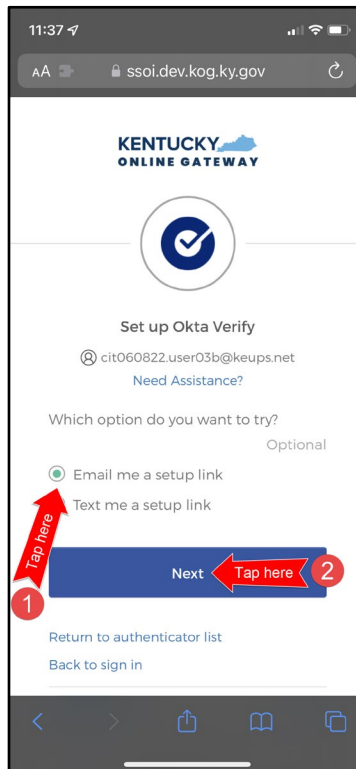 11:37
AA ssoi.dev.kog.ky.gov
KENTUCKY
ONLINE GATEWAY
Set up Okta Verify
cit060822.user03b@keups.net
Need Assistance?
Which option do you want to try?
Optional
Email me a setup link
Text me a setup link
Tap here
1
Next Tap here 2
Return to authenticator list
Back to sign in